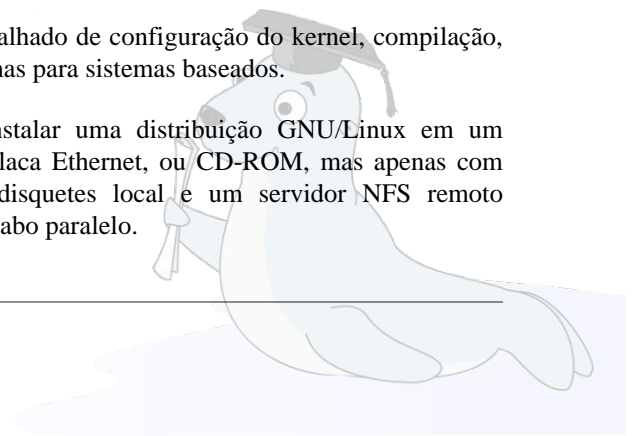 alhado de configuração do kernel, compilação,
nas para sistemas baseados.
nstalar uma distribuição GNU/Linux em um
laca Ethernet, ou CD-ROM, mas apenas com
disquetes local e um servidor NFS remoto
abo paralelo.